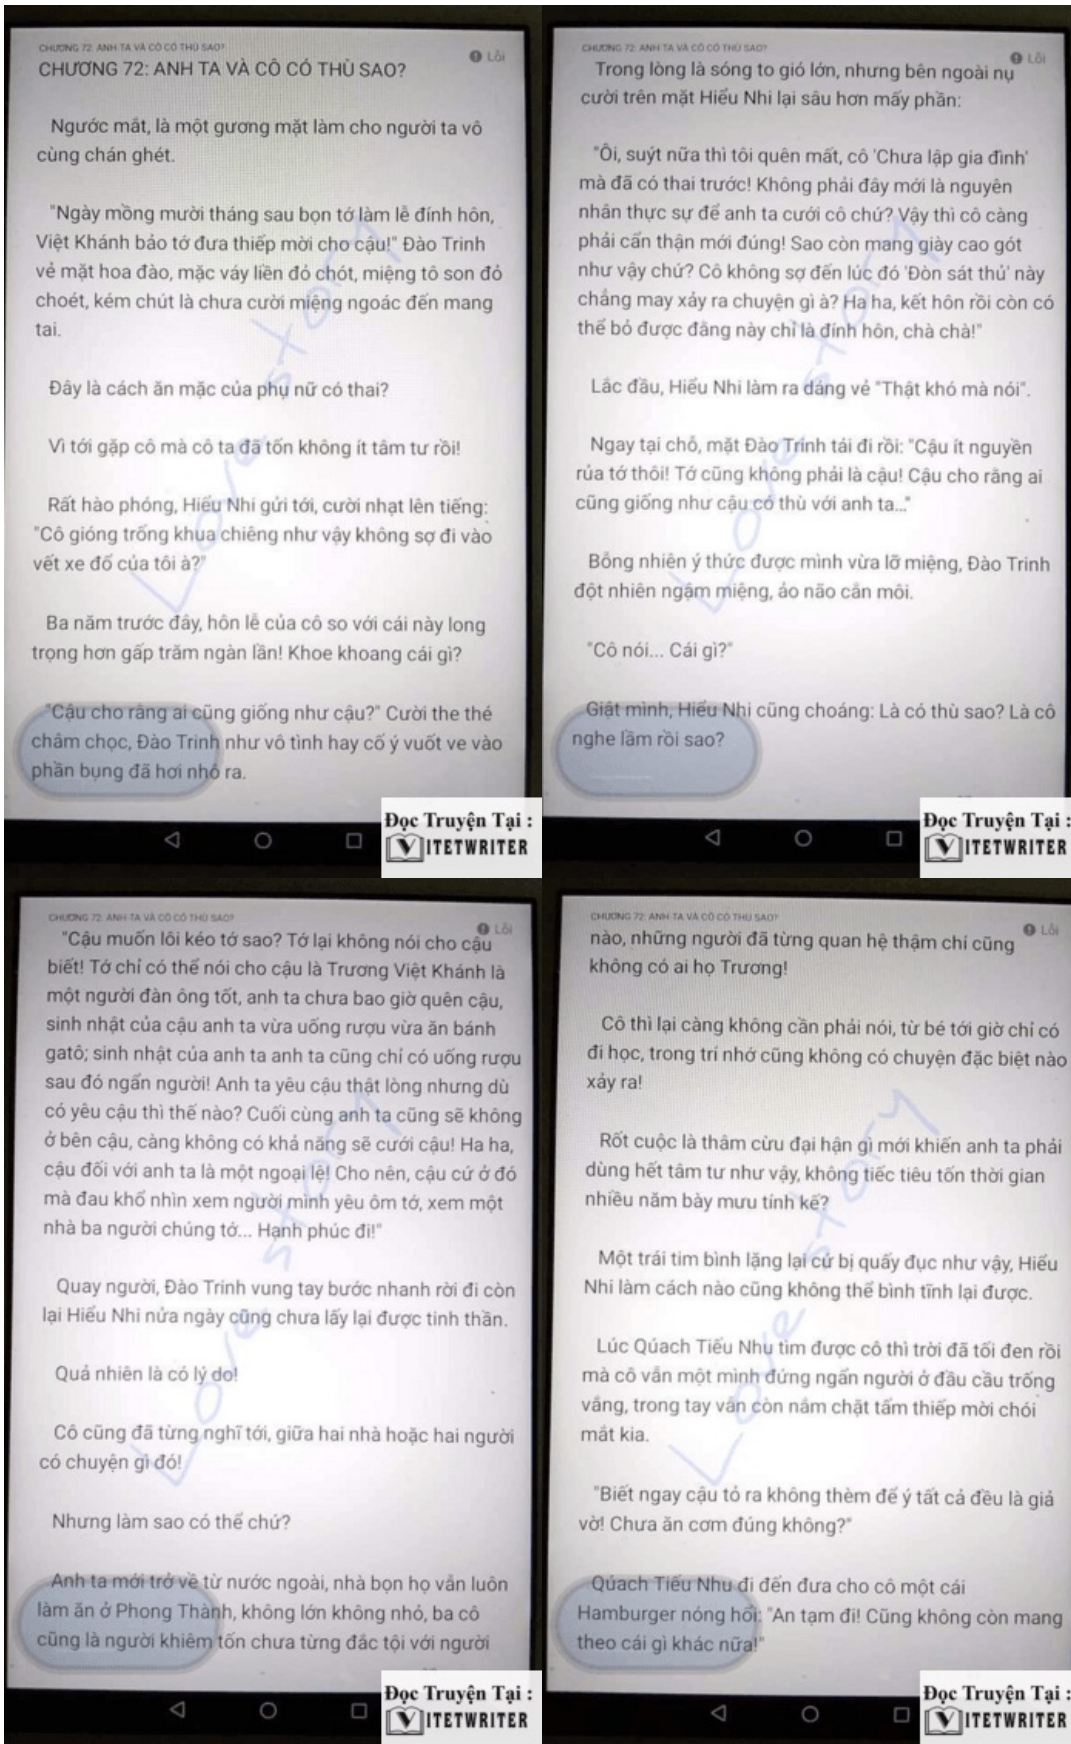 CHƯƠNG 72: ANH TA VÀ CÔ CÓ THÙ SAO?
Lỗi
CHƯƠNG 72: ANH TA VÀ CÔ CÓ THÙ SAO?
Ngước mắt, là một gương mặt làm cho người ta vô
cùng chán ghét.
"Ngày mồng mười tháng sau bọn tớ làm lễ đính hôn,
Việt Khánh bảo tớ đưa thiếp mời cho cậu!" Đào Trinh
vẻ mặt hoa đào, mặc váy liền đỏ chót, miệng tô son đỏ
choét, kém chút là chưa cười miệng ngoác đến mang
tai.
Đây là cách ăn mặc của phụ nữ có thai?
Vì tới gặp cô mà cô ta đã tốn không ít tâm tư rồi!
Rất hào phóng, Hiểu Nhi gửi tới, cười nhạt lên tiếng:
"Cô gióng trống khua chiêng như vậy không sợ đi vào
vết xe đổ của tôi à?"
Ba năm trước đây, hôn lễ của cô so với cái này long
trọng hơn gấp trăm ngàn lần! Khoe khoang cái gì?
"Cậu cho rằng ai cũng giống như cậu?" Cười the thé
châm chọc, Đào Trinh như vô tình hay cố ý vuốt ve vào
phần bụng đã hơi nhô ra.
Đọc Truyện Tại :
VITETWRITER
CHƯƠNG 72: ANH TA VÀ CÔ CÓ THÙ SAO?
Lỗi
Trong lòng là sóng to gió lớn, nhưng bên ngoài nụ
cười trên mặt Hiểu Nhi lại sâu hơn mấy phần:
"Ôi, suýt nữa thì tôi quên mất, cô 'Chưa lập gia đình'
mà đã có thai trước! Không phải đây mới là nguyên
nhân thực sự để anh ta cưới cô chứ? Vậy thì cô càng
phải cẩn thận mới đúng! Sao còn mang giày cao gót
như vậy chứ? Cô không sợ đến lúc đó 'Đòn sát thủ' này
chẳng may xảy ra chuyện gì à? Ha ha, kết hôn rồi còn có
thể bỏ được đằng này chỉ là đính hôn, chà chà!"
Lắc đầu, Hiểu Nhi làm ra dáng vẻ "Thật khó mà nói".
Ngay tại chỗ, mặt Đào Trinh tái đi rồi: "Cậu ít nguyền
rủa tớ thôi! Tớ cũng không phải là cậu! Cậu cho rằng ai
cũng giống như cậu có thù với anh ta..."
Bỗng nhiên ý thức được mình vừa lỡ miệng, Đào Trinh
đột nhiên ngậm miệng, ảo não cắn môi.
"Cô nói... Cái gì?"
Giật mình, Hiểu Nhi cũng choáng: Là có thù sao? Là cô
nghe lầm rồi sao?
Đọc Truyện Tại :
VITETWRITER
CHƯƠNG 72: ANH TA VÀ CÔ CÓ THÙ SAO?
Lỗi
"Cậu muốn lôi kéo tớ sao? Tớ lại không nói cho cậu
biết! Tớ chỉ có thể nói cho cậu là Trương Việt Khánh là
một người đàn ông tốt, anh ta chưa bao giờ quên cậu,
sinh nhật của cậu anh ta vừa uống rượu vừa ăn bánh
gatô; sinh nhật của anh ta anh ta cũng chỉ có uống rượu
sau đó ngẩn người! Anh ta yêu cậu thật lòng nhưng dù
có yêu cậu thì thế nào? Cuối cùng anh ta cũng sẽ không
ở bên cậu, càng không có khả năng sẽ cưới cậu! Ha ha,
cậu đối với anh ta là một ngoại lệ! Cho nên, cậu cứ ở đó
mà đau khổ nhìn xem người mình yêu ôm tớ, xem một
nhà ba người chúng tớ... Hạnh phúc đi!"
Quay người, Đào Trinh vung tay bước nhanh rời đi còn
lại Hiểu Nhi nửa ngày cũng chưa lấy lại được tinh thần.
Quả nhiên là có lý do!
Cô cũng đã từng nghĩ tới, giữa hai nhà hoặc hai người
có chuyện gì đó!
Nhưng làm sao có thể chứ?
Anh ta mới trở về từ nước ngoài, nhà bọn họ vẫn luôn
làm ăn ở Phong Thành, không lớn không nhỏ, ba cô
cũng là người khiêm tốn chưa từng đắc tội với người
Đọc Truyện Tại :
VITETWRITER
CHƯƠNG 72: ANH TA VÀ CÔ CÓ THÙ SAO?
Lỗi
nào, những người đã từng quan hệ thậm chí cũng
không có ai họ Trương!
Cô thì lại càng không cần phải nói, từ bé tới giờ chỉ có
đi học, trong trí nhớ cũng không có chuyện đặc biệt nào
xảy ra!
Rốt cuộc là thâm cừu đại hận gì mới khiến anh ta phải
dùng hết tâm tư như vậy, không tiếc tiêu tốn thời gian
nhiều năm bày mưu tính kế?
Một trái tim bình lặng lại cứ bị quấy đục như vậy, Hiểu
Nhi làm cách nào cũng không thể bình tĩnh lại được.
Lúc Qúach Tiểu Nhu tìm được cô thì trời đã tối đen rồi
mà cô vẫn một mình đứng ngẩn người ở đầu cầu trống
vắng, trong tay vẫn còn nắm chặt tấm thiếp mời chói
mắt kia.
"Biết ngay cậu tỏ ra không thèm để ý tất cả đều là giả
vờ! Chưa ăn cơm đúng không?"
Qúach Tiểu Nhu đi đến đưa cho cô một cái
Hamburger nóng hổi: "Ăn tạm đi! Cũng không còn mang
theo cái gì khác nữa!"
Đọc Truyện Tại :
VITETWRITER
Love story
Love story
Love story
Love story